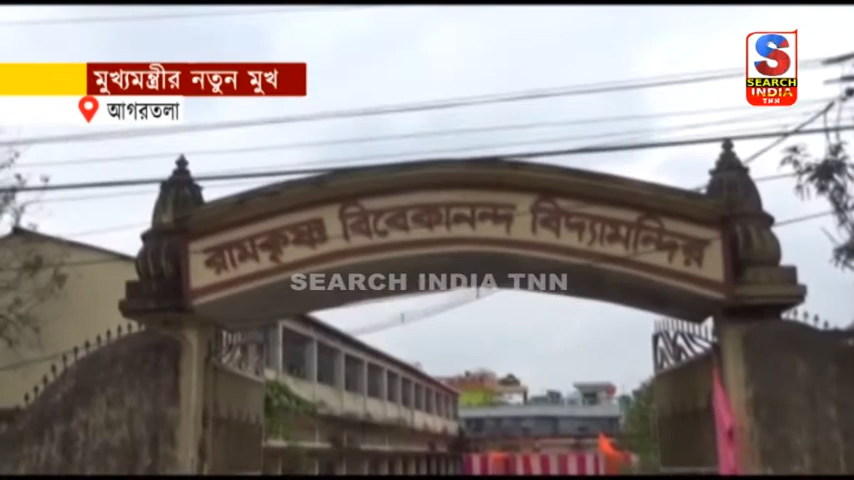 মুখ্যমন্ত্রীর নতুন মুখ
আগরতলা
S
SEARCH
INDIA
TNN
রামকৃষ্ণ বিবেকানন্দ বিদ্যামন্দির
SEARCH INDIA TNN